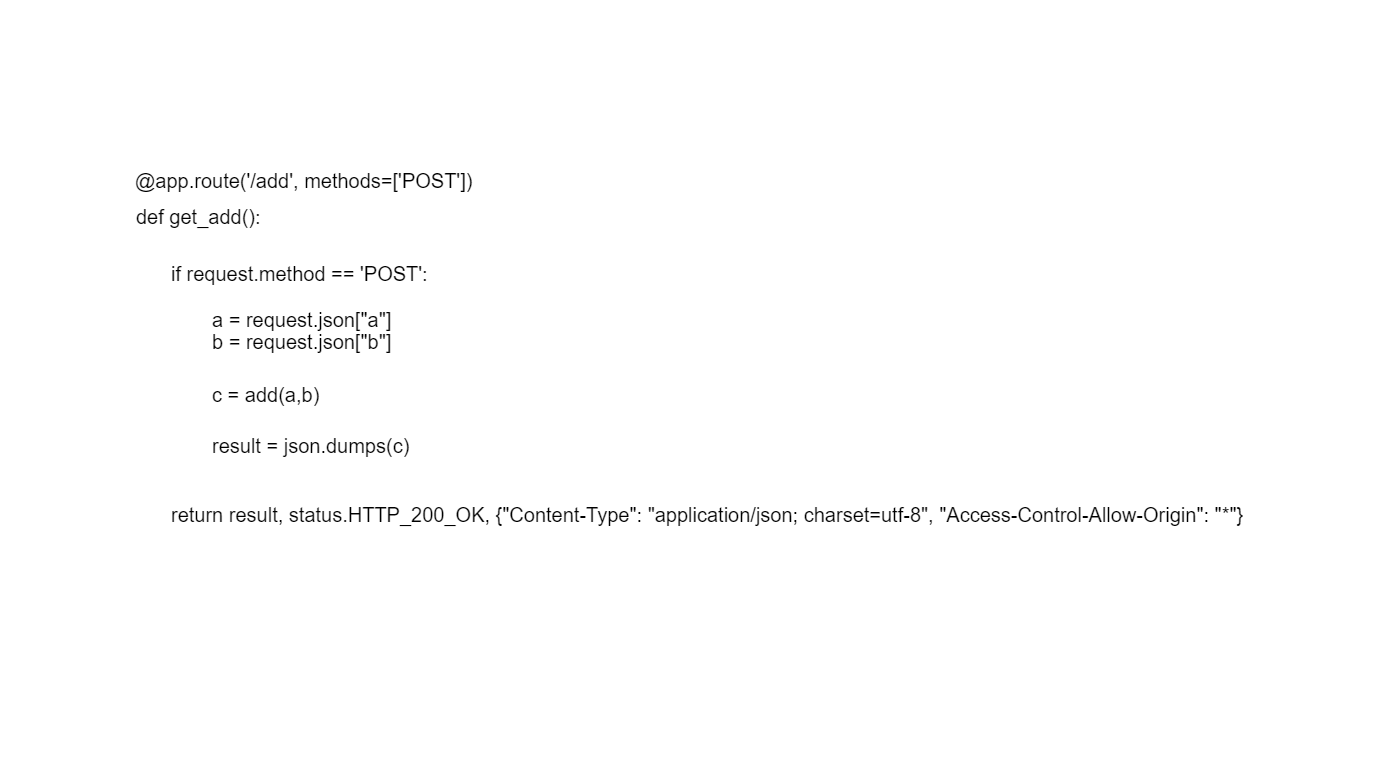 @app.route('/add', methods=['POST'])
def get_add():
if request.method == 'POST':
a = request.json["a"]
b = request.json["b"]
c = add(a,b)
result = json.dumps(c)
return result, status.HTTP_200_OK, {"Content-Type": "application/json; charset=utf-8", "Access-Control-Allow-Origin": "*"}